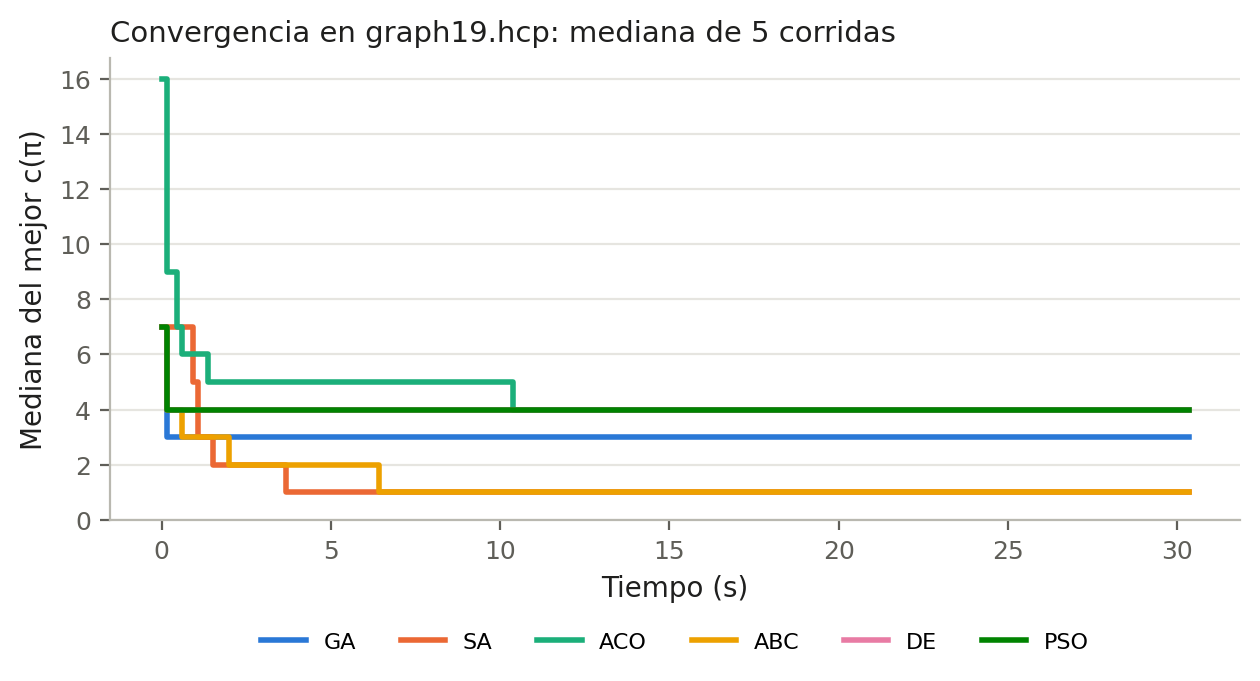 Convergencia en graph19.hcp: mediana de 5 corridas
Mediana del mejor c(π)
16
14
12
10
8
6
4
2
0
0 5 10 15 20 25 30
Tiempo (s)
GA SA ACO ABC DE PSO